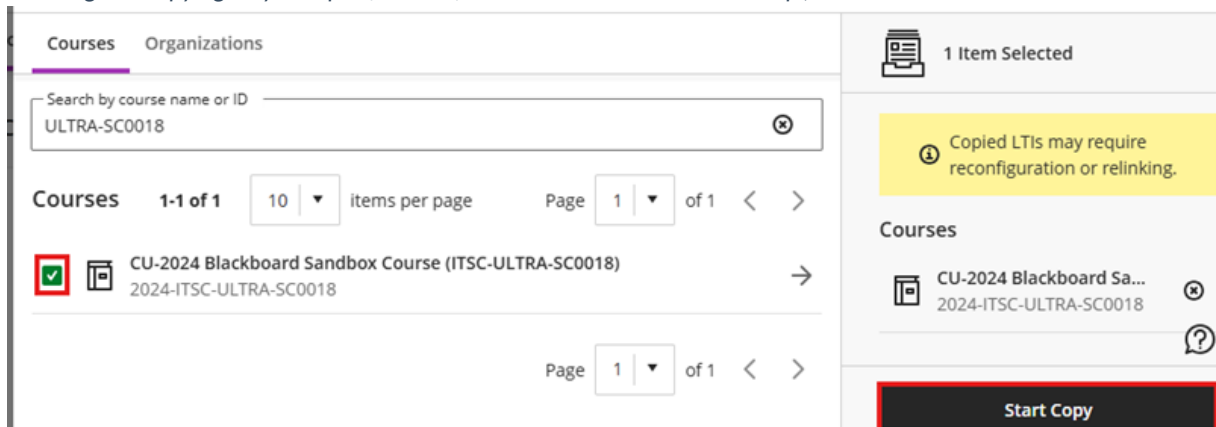 Courses Organizations
Search by course name or ID
ULTRA-SC0018
Courses 1-1 of 1 10 items per page Page 1 of 1
CU-2024 Blackboard Sandbox Course (ITSC-ULTRA-SC0018)
2024-ITSC-ULTRA-SC0018
Page 1 of 1
1 Item Selected
Copied LTIs may require
reconfiguration or relinking.
Courses
CU-2024 Blackboard Sa...
2024-ITSC-ULTRA-SC0018
Start Copy